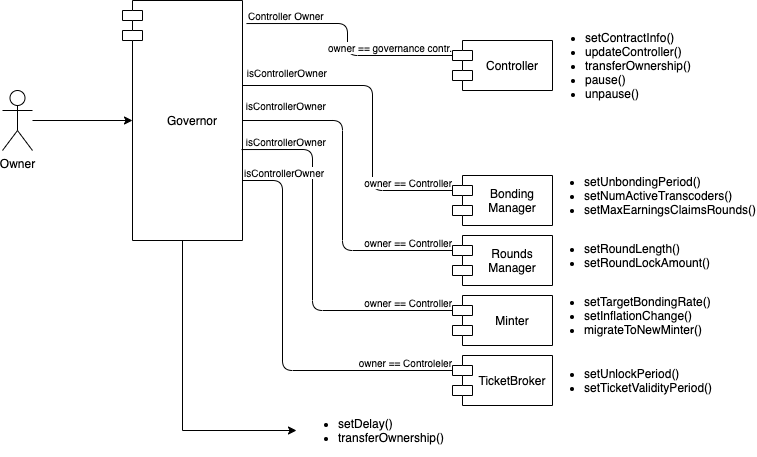 Controller Owner
owner == governance contr.
Controller
setContractInfo()
updateController()
transferOwnership()
pause()
unpause()
isControllerOwner
isControllerOwner
Governor
isControllerOwner
isControllerOwner
Owner
owner == Controller
Bonding
Manager
setUnbondingPeriod()
setNumActiveTranscoders()
setMaxEarningsClaimsRounds()
owner == Controller
Rounds
Manager
setRoundLength()
setRoundLockAmount()
owner == Controller
Minter
setTargetBondingRate()
setInflationChange()
migrateToNewMinter()
owner == Controleler
TicketBroker
setUnlockPeriod()
setTicketValidityPeriod()
setDelay()
transferOwnership()